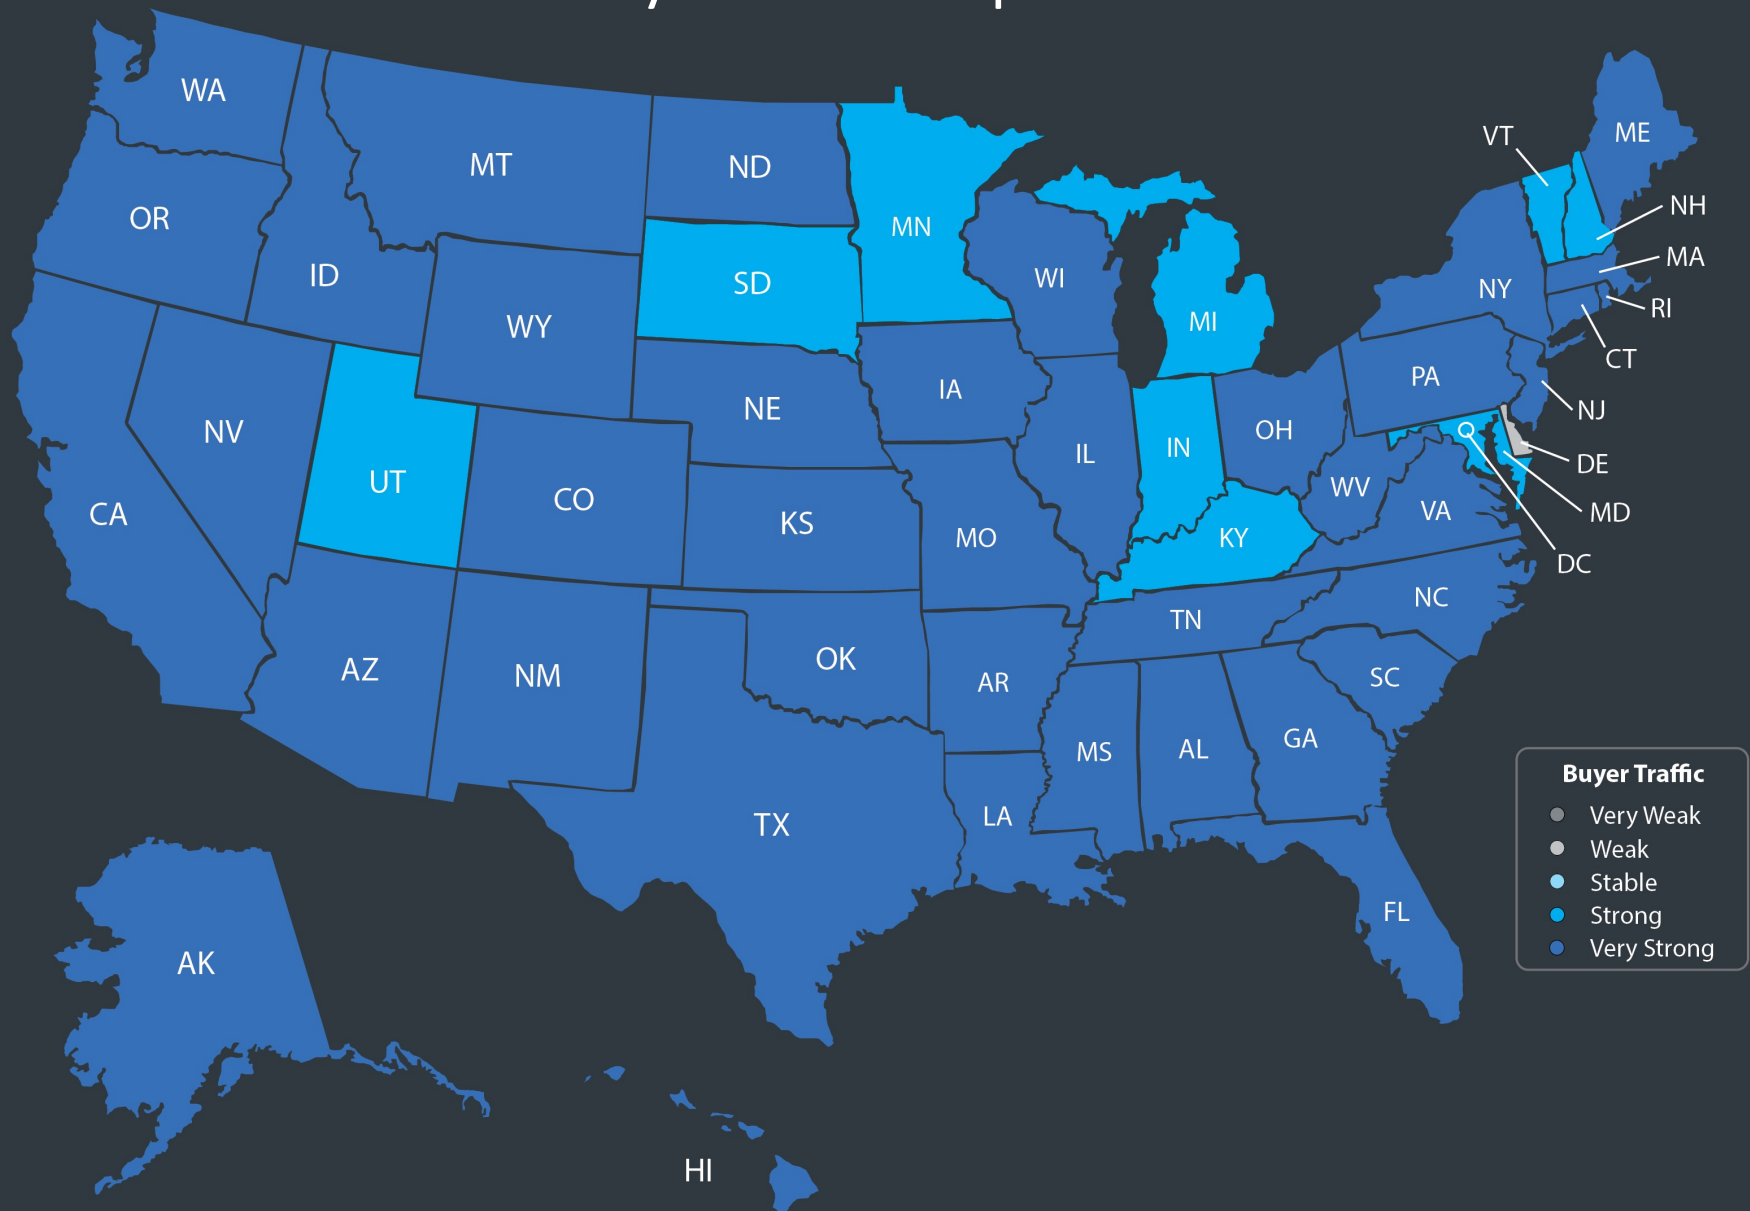 WA
MT
ND
MN
VT
ME
OR
ID
SD
WI
NH
MA
WY
NY
RI
MI
CT
IA
PA
NJ
NV
NE
OH
IN
DE
UT
IL
CA
CO
KS
MO
WV
VA
MD
KY
DC
TN
NC
AZ
NM
OK
AR
SC
MS
AL
GA
TX
LA
FL
AK
HI
Buyer Traffic
Very Weak
Weak
Stable
Strong
Very Strong